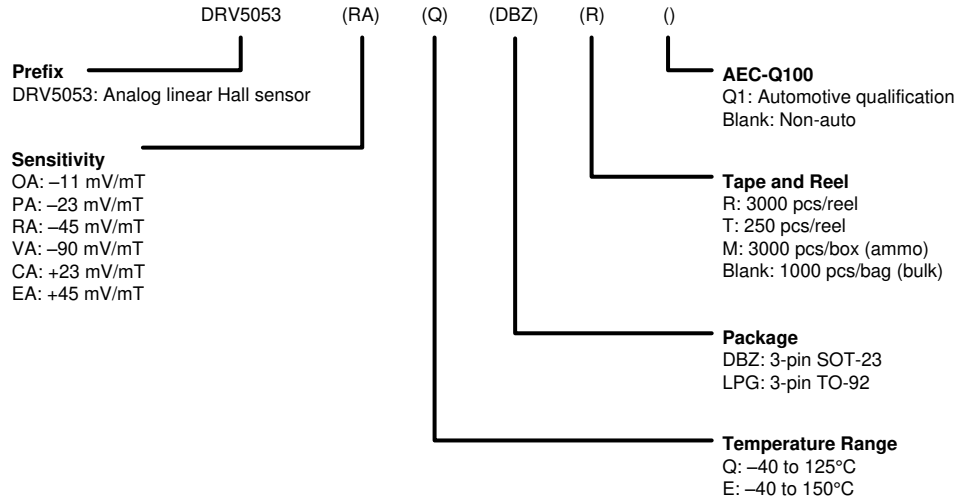 DRV5053 (RA) (Q) (DBZ) (R) ()
Prefix
DRV5053: Analog linear Hall sensor
Sensitivity
OA: –11 mV/mT
PA: –23 mV/mT
RA: –45 mV/mT
VA: –90 mV/mT
CA: +23 mV/mT
EA: +45 mV/mT
AEC-Q100
Q1: Automotive qualification
Blank: Non-auto
Tape and Reel
R: 3000 pcs/reel
T: 250 pcs/reel
M: 3000 pcs/box (ammo)
Blank: 1000 pcs/bag (bulk)
Package
DBZ: 3-pin SOT-23
LPG: 3-pin TO-92
Temperature Range
Q: –40 to 125°C
E: –40 to 150°C